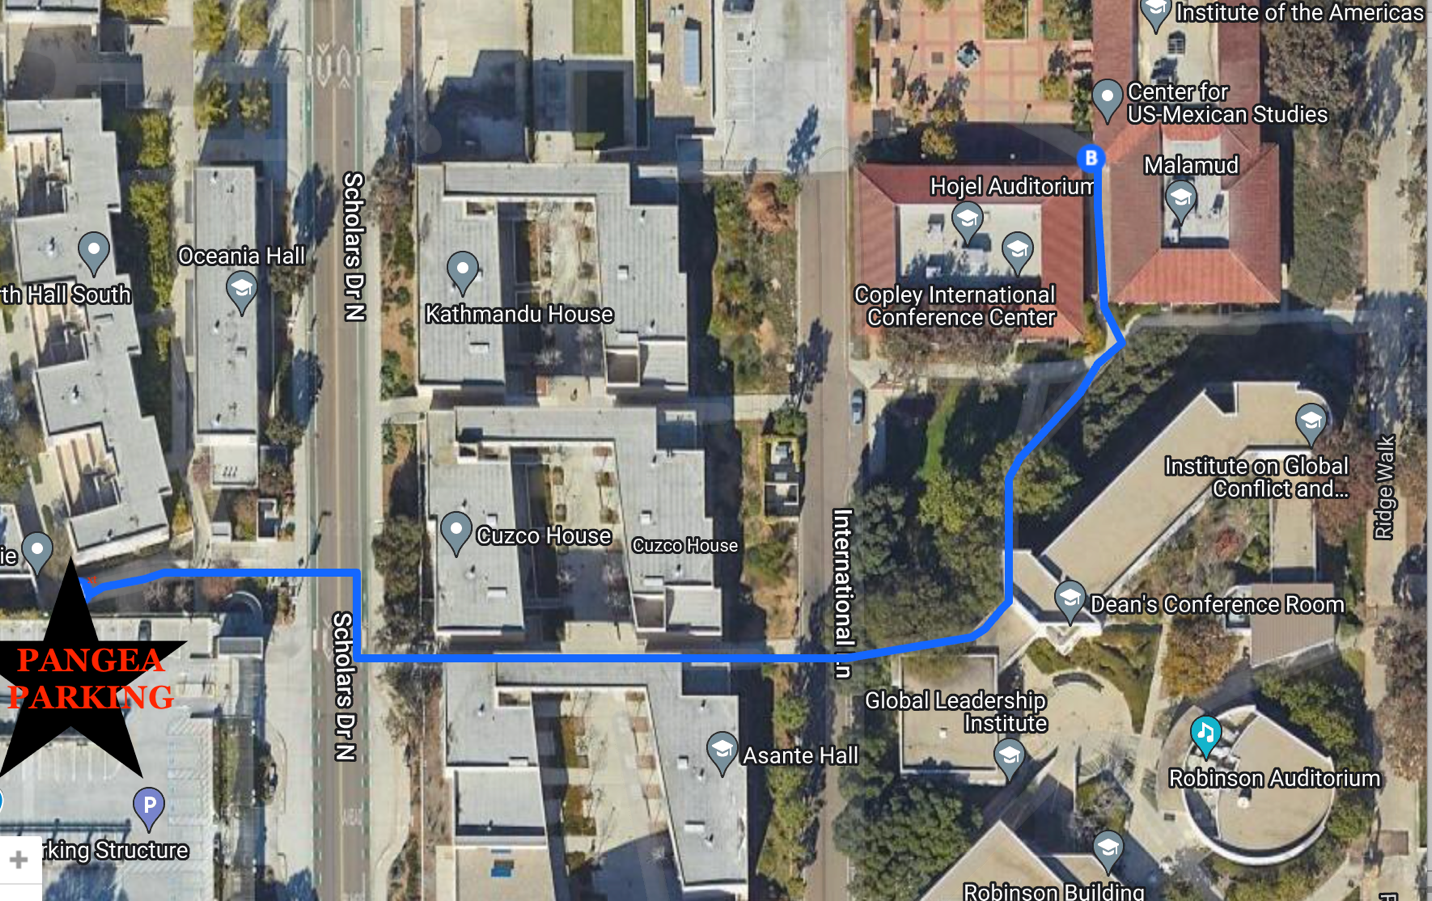 Institute of the Americas
Center for
US-Mexican Studies
B
Malamud
Hojel Auditorium
Scholars Dr N
Oceania Hall
th Hall South
Kathmandu House
Copley International
Conference Center
Institute on Global
Conflict and...
Ridge Walk
Cuzco House
Cuzco House
International Ln
ie
Dean's Conference Room
PANGEA
PARKING
Scholars Dr N
Global Leadership
Institute
Asante Hall
Robinson Auditorium
P
rking Structure
Robinson Building
+